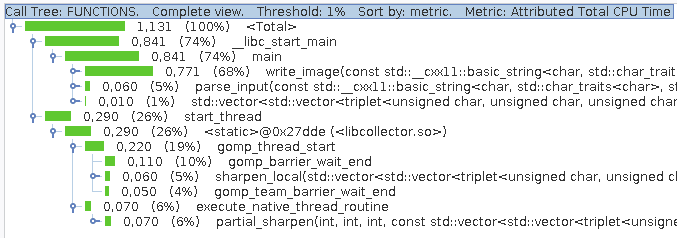 Call Tree: FUNCTIONS.   Complete view.   Threshold: 1%   Sort by: metric.   Metric: Attributed Total CPU Time
1,131   (100%)   <Total>
0,841   (74%)   __libc_start_main
0,841   (74%)   main
0,771   (68%)   write_image(const std::__cxx11::basic_string<char, std::char_trait
0,060   (5%)   parse_input(const std::__cxx11::basic_string<char, std::char_traits<char>, st
0,010   (1%)   std::vector<std::vector<triplet<unsigned char, unsigned char, unsigned char
0,290   (26%)   start_thread
0,290   (26%)   <static>@0x27dde (<libcollector.so>)
0,220   (19%)   gomp_thread_start
0,110   (10%)   gomp_barrier_wait_end
0,060   (5%)   sharpen_local(std::vector<std::vector<triplet<unsigned char, unsigned ch
0,050   (4%)   gomp_team_barrier_wait_end
0,070   (6%)   execute_native_thread_routine
0,070   (6%)   partial_sharpen(int, int, int, const std::vector<std::vector<triplet<unsigne